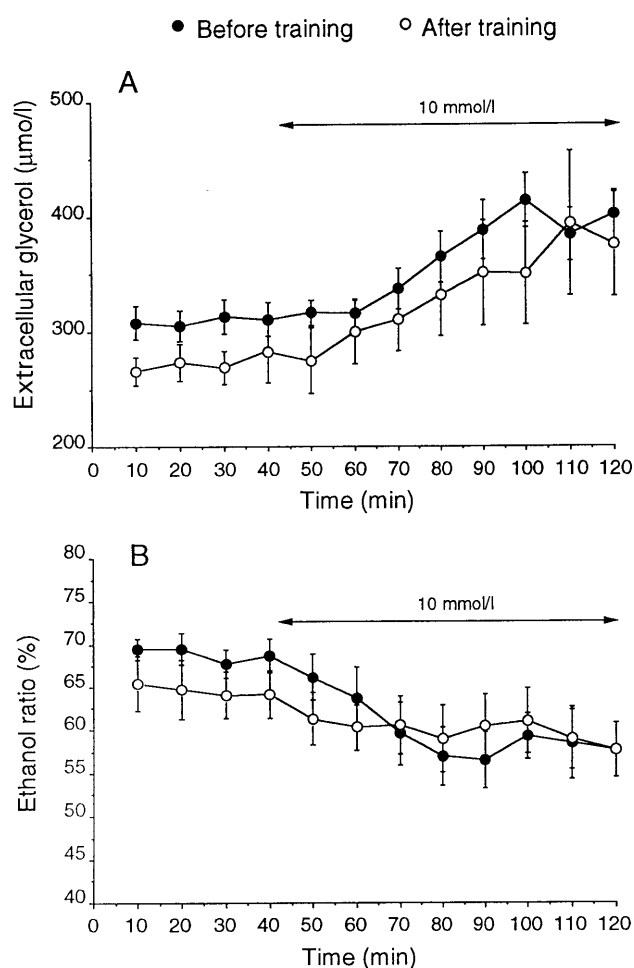 ● Before training ○ After training
A
10 mmol/l
Extracellular glycerol (μmo/l)
500
400
300
200
0 10 20 30 40 50 60 70 80 90 100 110 120
Time (min)
B
10 mmol/l
Ethanol ratio (%)
80
75
70
65
60
55
50
45
40
0 10 20 30 40 50 60 70 80 90 100 110 120
Time (min)